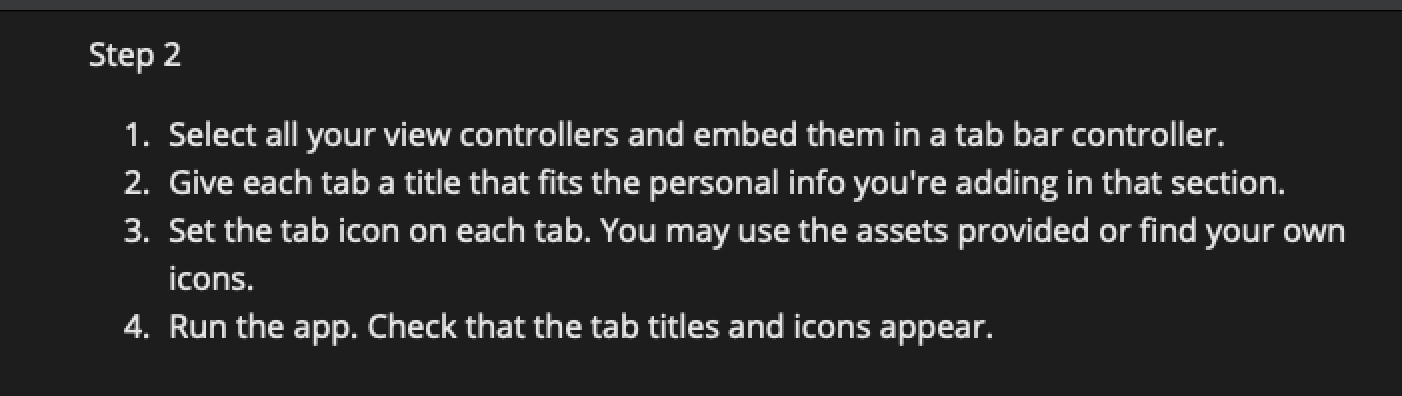 Step 2
1. Select all your view controllers and embed them in a tab bar controller.
2. Give each tab a title that fits the personal info you're adding in that section.
3. Set the tab icon on each tab. You may use the assets provided or find your own
icons.
4. Run the app. Check that the tab titles and icons appear.